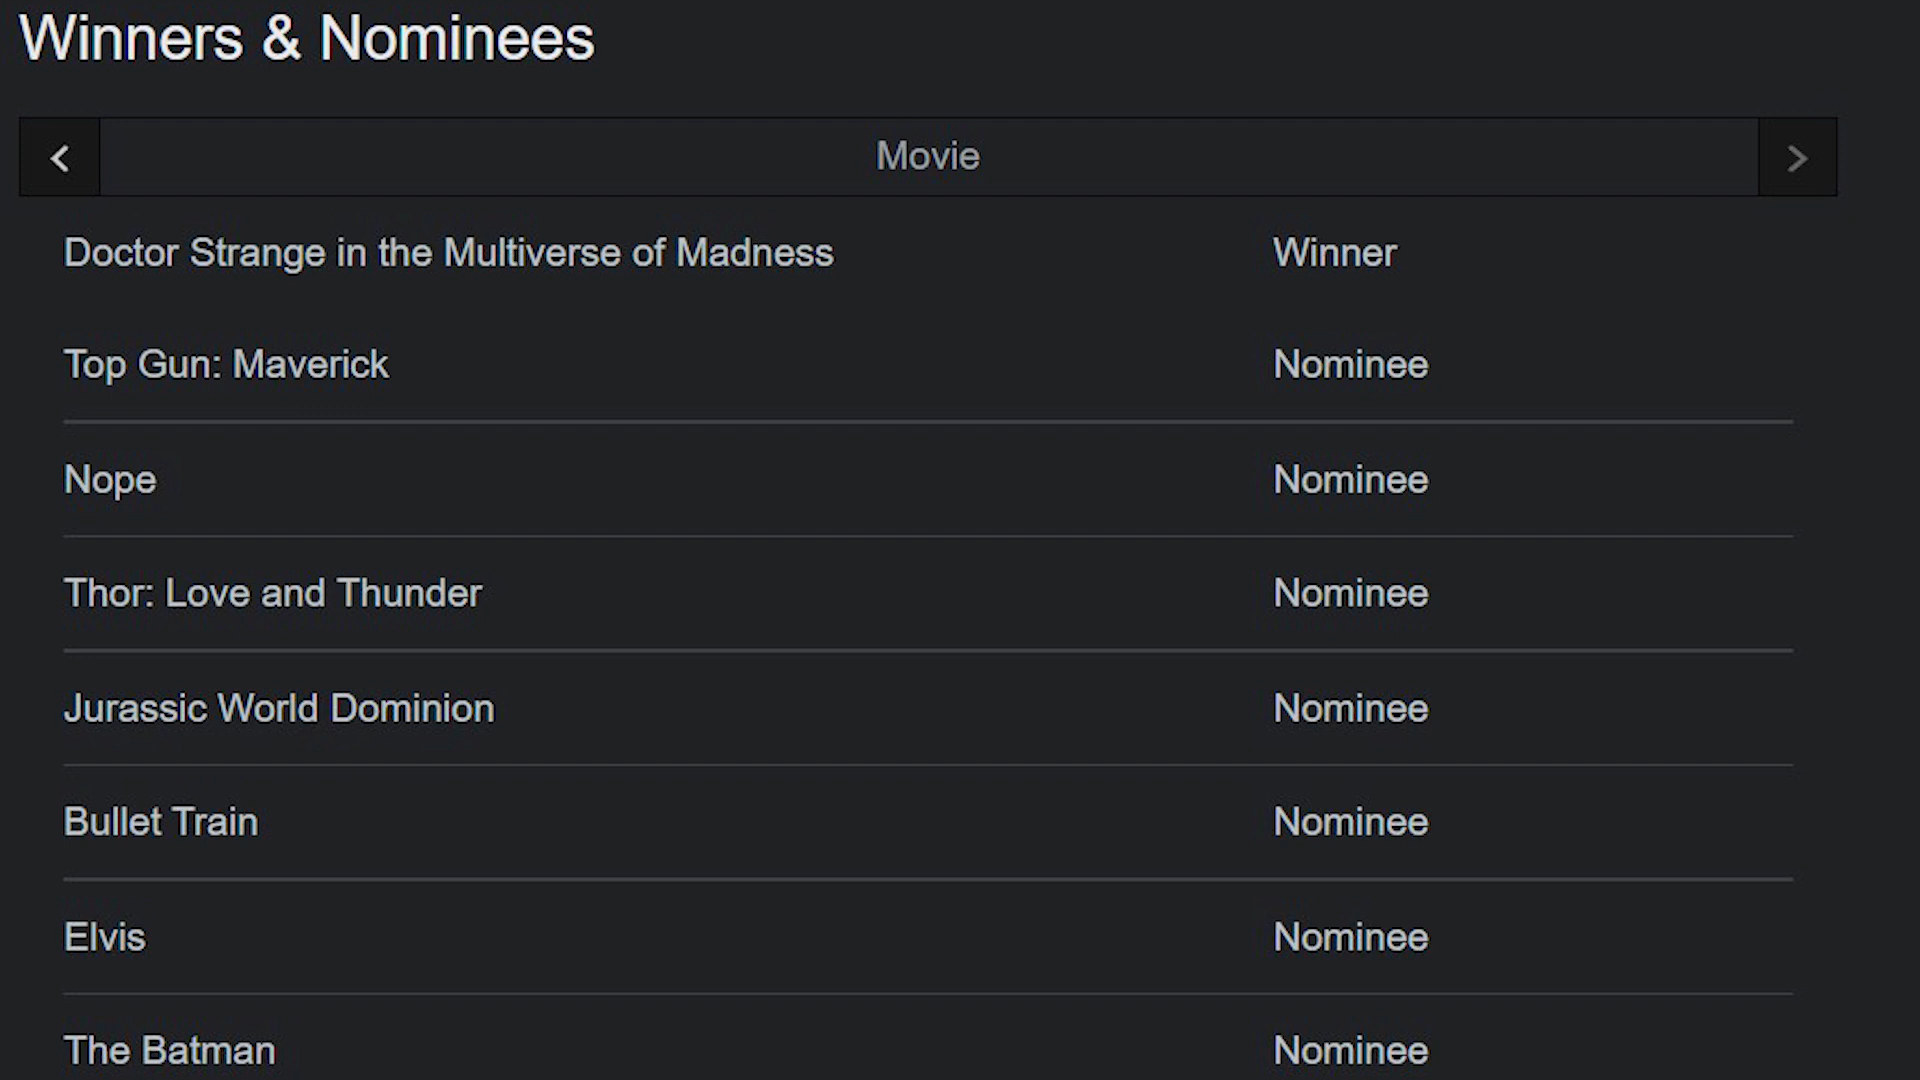 Winners & Nominees
Movie
Doctor Strange in the Multiverse of Madness Winner
Top Gun: Maverick Nominee
Nope Nominee
Thor: Love and Thunder Nominee
Jurassic World Dominion Nominee
Bullet Train Nominee
Elvis Nominee
The Batman Nominee